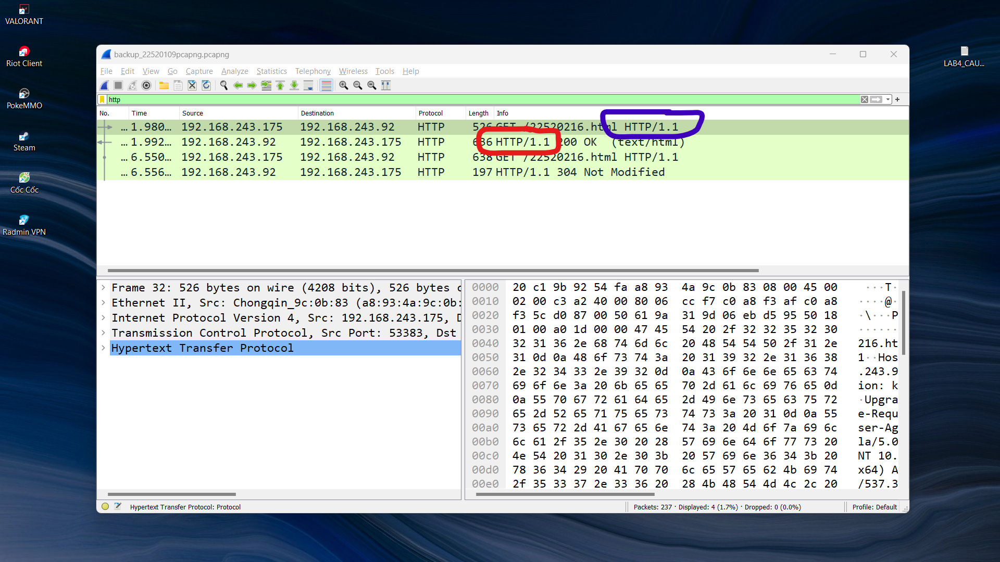 VALORANT
Riot Client
PokeMMO
Steam
Cốc Cốc
Radmin VPN
LAB4_CAU...
backup_22520109pcapng.pcapng
File Edit View Go Capture Analyze Statistics Telephony Wireless Tools Help
http
No. Time Source Destination Protocol Length Info
... 1.980... 192.168.243.175 192.168.243.92 HTTP 526 GET /22520216.html HTTP/1.1
... 1.992... 192.168.243.92 192.168.243.175 HTTP 636 HTTP/1.1 200 OK (text/html)
... 6.550... 192.168.243.175 192.168.243.92 HTTP 638 GET /22520216.html HTTP/1.1
... 6.556... 192.168.243.92 192.168.243.175 HTTP 197 HTTP/1.1 304 Not Modified
Frame 32: 526 bytes on wire (4208 bits), 526 bytes c
Ethernet II, Src: Chongqin_9c:0b:83 (a8:93:4a:9c:0b:
Internet Protocol Version 4, Src: 192.168.243.175, D
Transmission Control Protocol, Src Port: 53383, Dst
Hypertext Transfer Protocol
0000 20 c1 9b 92 54 fa a8 93 4a 9c 0b 83 08 00 45 00 ···T·
0010 02 00 c3 a2 40 00 80 06 cc f7 c0 a8 f3 af c0 a8 ····@·
0020 f3 5c d0 87 00 50 61 9a 31 9d 06 eb d5 95 50 18 ·\···P
0030 01 00 a0 1d 00 00 47 45 54 20 2f 32 32 35 32 30 ······
0040 32 31 36 2e 68 74 6d 6c 20 48 54 54 50 2f 31 2e 216.ht
0050 31 0d 0a 48 6f 73 74 3a 20 31 39 32 2e 31 36 38 1··Hos
0060 2e 32 34 33 2e 39 32 0d 0a 43 6f 6e 6e 65 63 74 .243.9
0070 69 6f 6e 3a 20 6b 65 65 70 2d 61 6c 69 76 65 0d ion: k
0080 0a 55 70 67 72 61 64 65 2d 49 6e 73 65 63 75 72 ·Upgra
0090 65 2d 52 65 71 75 65 73 74 73 3a 20 31 0d 0a 55 e-Requ
00a0 73 65 72 2d 41 67 65 6e 74 3a 20 4d 6f 7a 69 6c ser-Ag
00b0 6c 61 2f 35 2e 30 20 28 57 69 6e 64 6f 77 73 20 la/5.0
00c0 4e 54 20 31 30 2e 30 3b 20 57 69 6e 36 34 3b 20 NT 10.
00d0 78 36 34 29 20 41 70 70 6c 65 57 65 62 4b 69 74 x64) A
00e0 2f 35 33 37 2e 33 36 20 28 4b 48 54 4d 4c 2c 20 /537.3
Hypertext Transfer Protocol: Protocol
Packets: 237 · Displayed: 4 (1.7%) · Dropped: 0 (0.0%)
Profile: Default